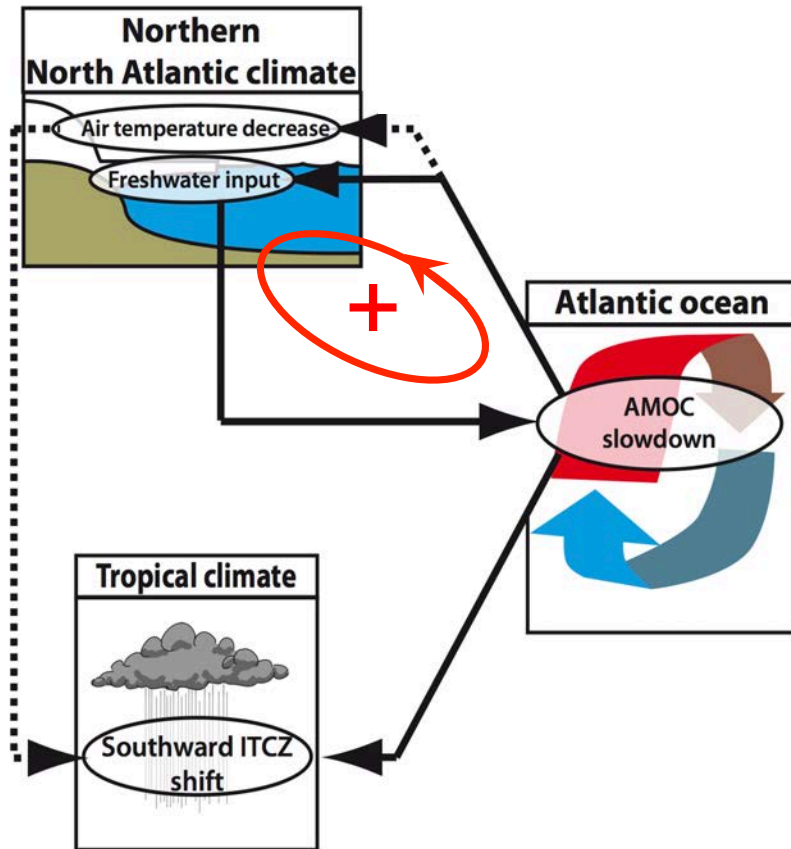 Northern
North Atlantic climate
Air temperature decrease
Freshwater input
+
Atlantic ocean
AMOC
slowdown
Tropical climate
Southward ITCZ
shift